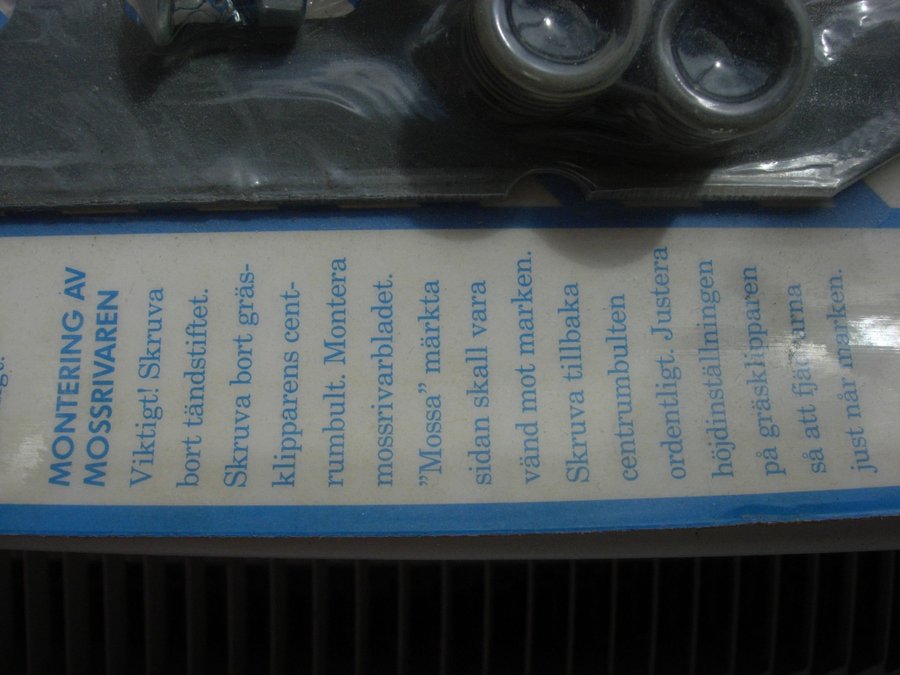 MONTERING AV
MOSSRIVAREN
Viktigt! Skruva
bort tändstiftet.
Skruva bort gräs-
klipparens cent-
rumbult. Montera
mossrivarbladet.
”Mossa” märkta
sidan skall vara
vänd mot marken.
Skruva tillbaka
centrumbulten
ordentligt. Justera
höjdinställningen
på gräsklipparen
så att fjädrarna
just når marken.